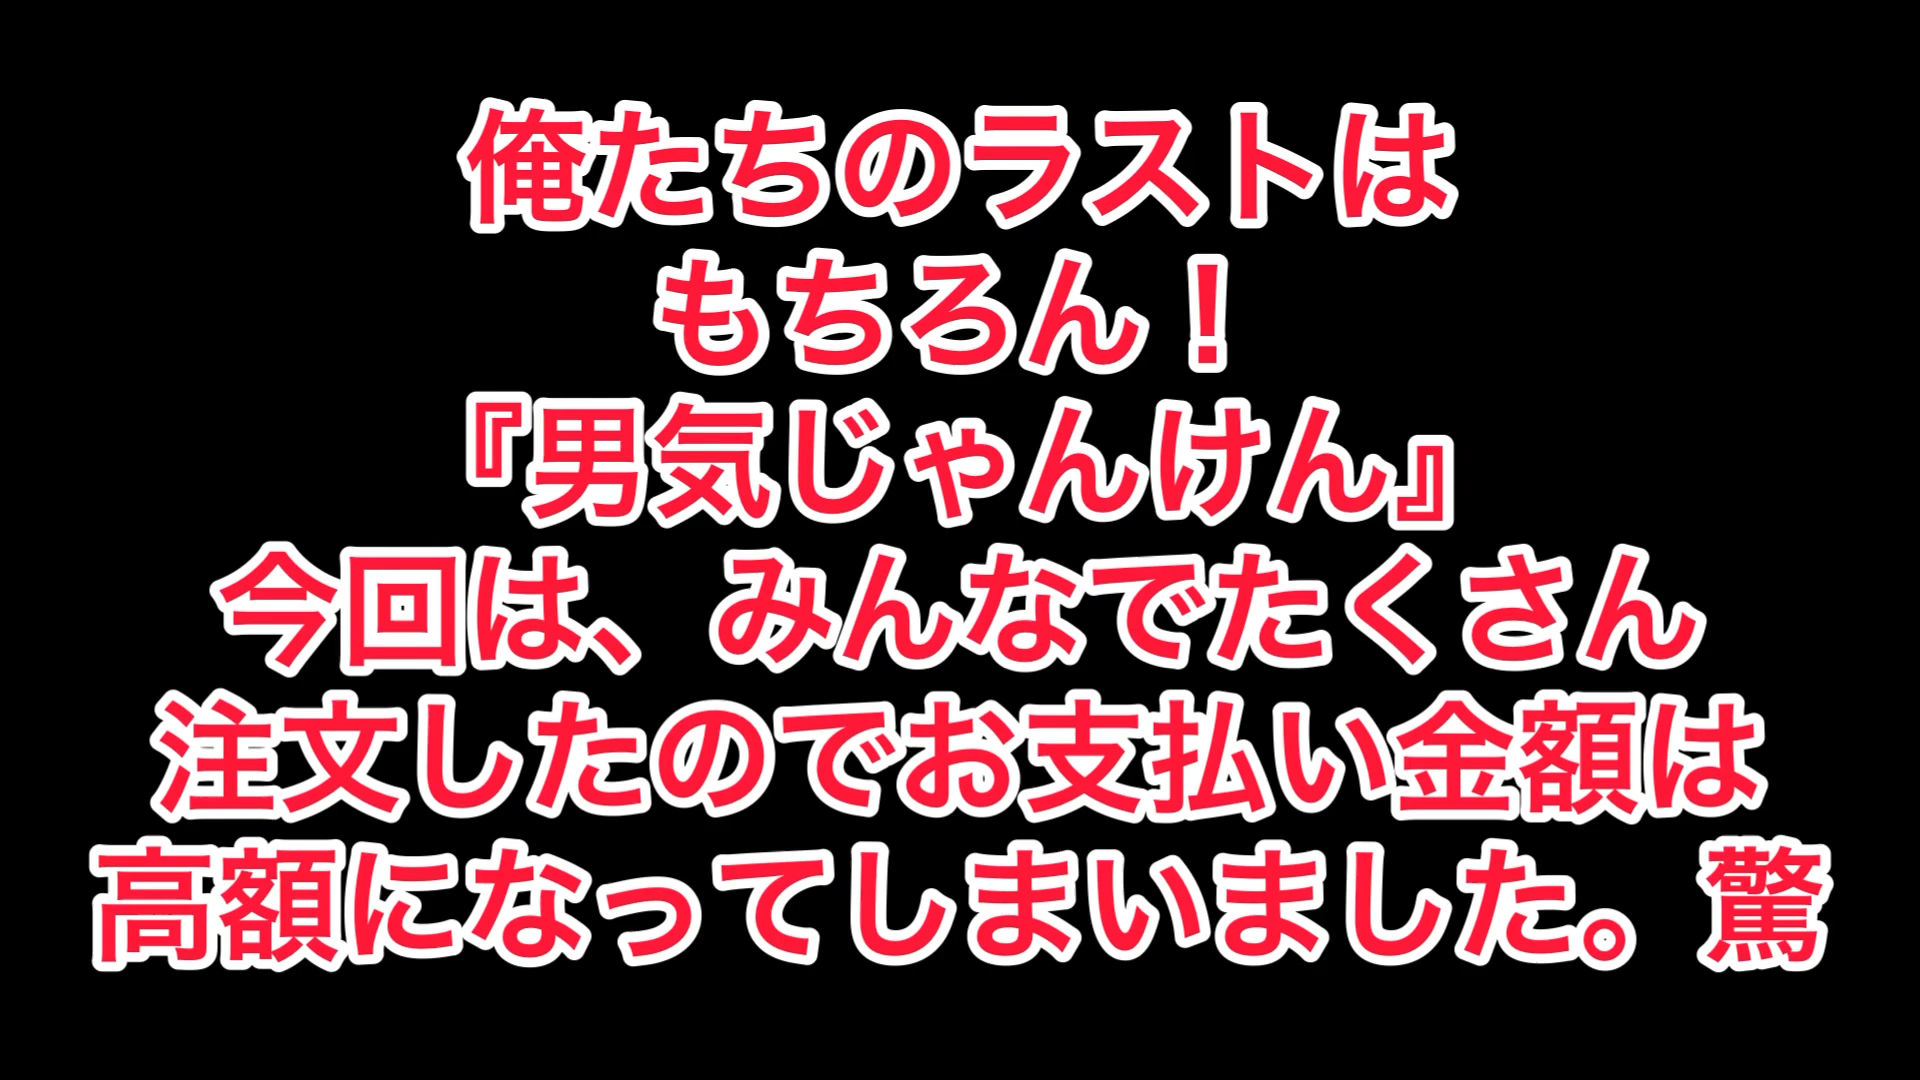 俺たちのラストは
もちろん！
『男気じゃんけん』
今回は、みんなでたくさん
注文したのでお支払い金額は
高額になってしまいました。驚